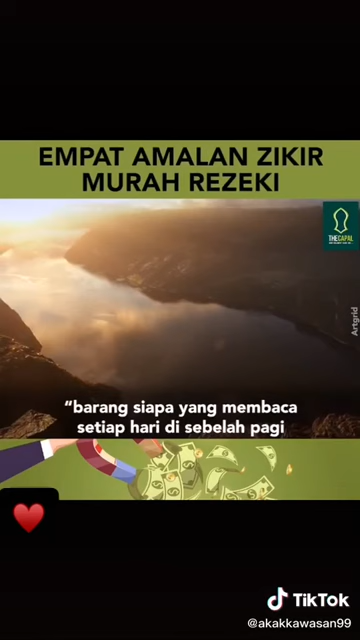 EMPAT AMALAN ZIKIR
MURAH REZEKI
THECAPAL
Artgrid
"barang siapa yang membaca
setiap hari di sebelah pagi
TikTok
@akakkawasan99